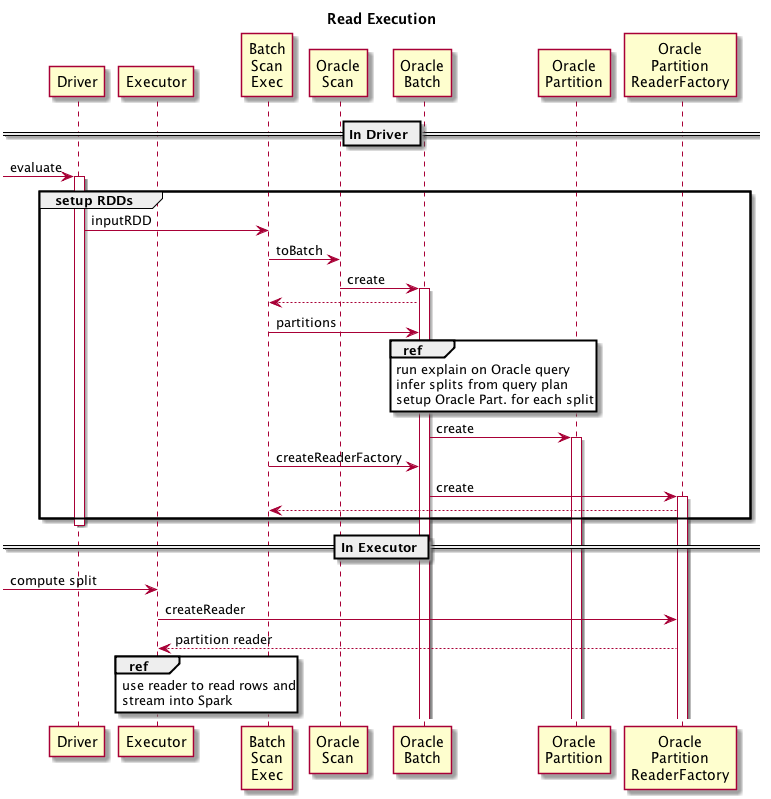 Read Execution
Batch
Scan
Exec
Oracle
Scan
Oracle
Batch
Oracle
Partition
Oracle
Partition
ReaderFactory
Driver
Executor
In Driver
evaluate
setup RDDs
inputRDD
toBatch
create
partitions
ref
run explain on Oracle query
infer splits from query plan
setup Oracle Part. for each split
create
createReaderFactory
create
In Executor
compute split
createReader
partition reader
ref
use reader to read rows and
stream into Spark
Driver
Executor
Batch
Scan
Exec
Oracle
Scan
Oracle
Batch
Oracle
Partition
Oracle
Partition
ReaderFactory